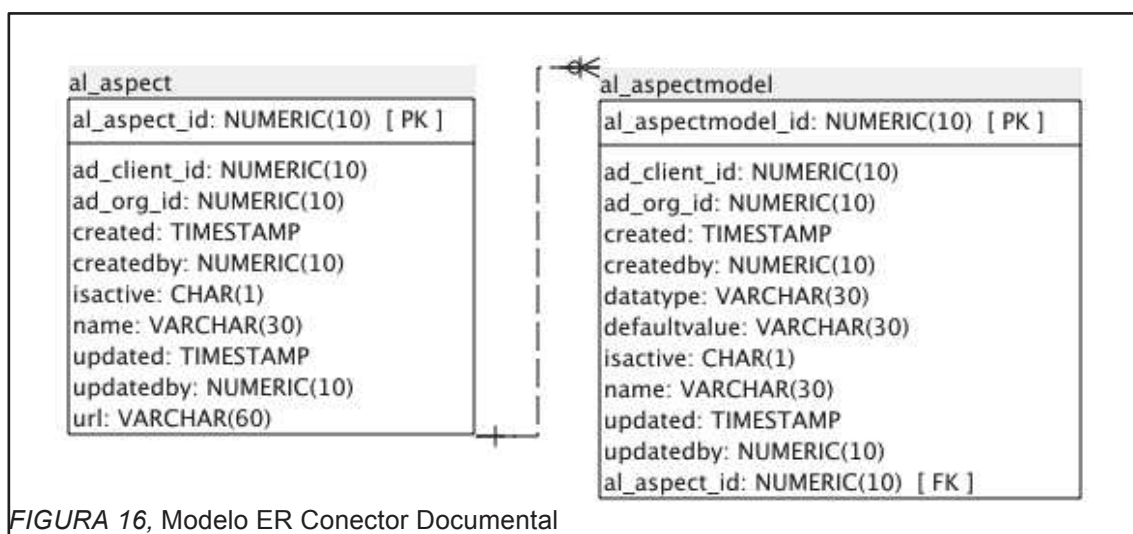 al_aspect
al_aspect_id: NUMERIC(10) [ PK ]
ad_client_id: NUMERIC(10)
ad_org_id: NUMERIC(10)
created: TIMESTAMP
createdby: NUMERIC(10)
isactive: CHAR(1)
name: VARCHAR(30)
updated: TIMESTAMP
updatedby: NUMERIC(10)
url: VARCHAR(60)
al_aspectmodel
al_aspectmodel_id: NUMERIC(10) [ PK ]
ad_client_id: NUMERIC(10)
ad_org_id: NUMERIC(10)
created: TIMESTAMP
createdby: NUMERIC(10)
datatype: VARCHAR(30)
defaultvalue: VARCHAR(30)
isactive: CHAR(1)
name: VARCHAR(30)
updated: TIMESTAMP
updatedby: NUMERIC(10)
al_aspect_id: NUMERIC(10) [ FK ]
FIGURA 16, Modelo ER Conector Documental